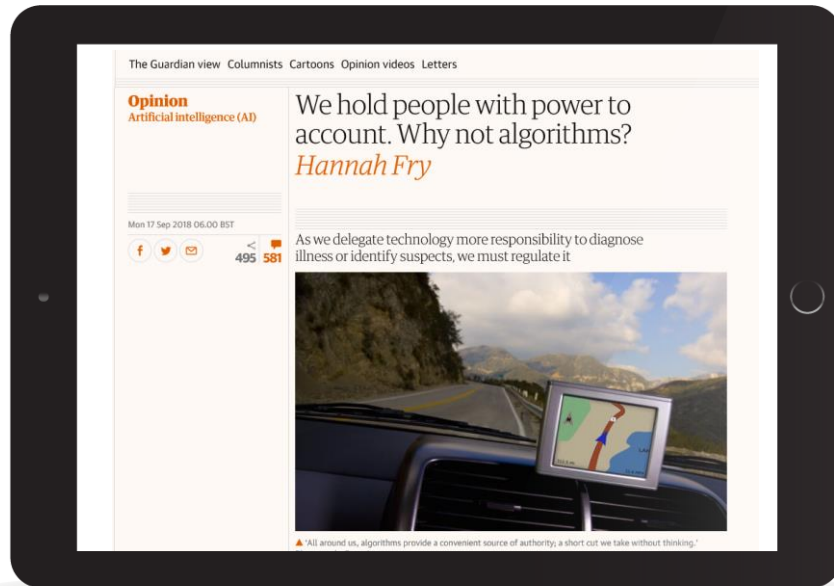 The Guardian view Columnists Cartoons Opinion videos Letters
Opinion
Artificial intelligence (AI)
We hold people with power to
account. Why not algorithms?
Hannah Fry
Mon 17 Sep 2018 06.00 BST
495 581
As we delegate technology more responsibility to diagnose
illness or identify suspects, we must regulate it
'All around us, algorithms provide a convenient source of authority; a short cut we take without thinking.'